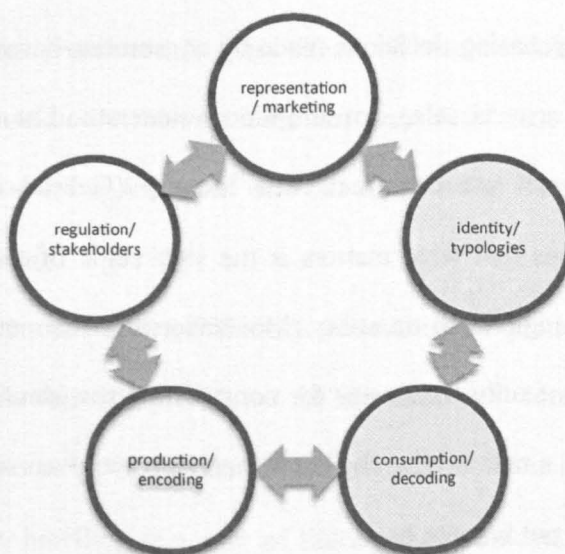 representation
/ marketing
regulation/
stakeholders
identity/
typologies
production/
encoding
consumption/
decoding